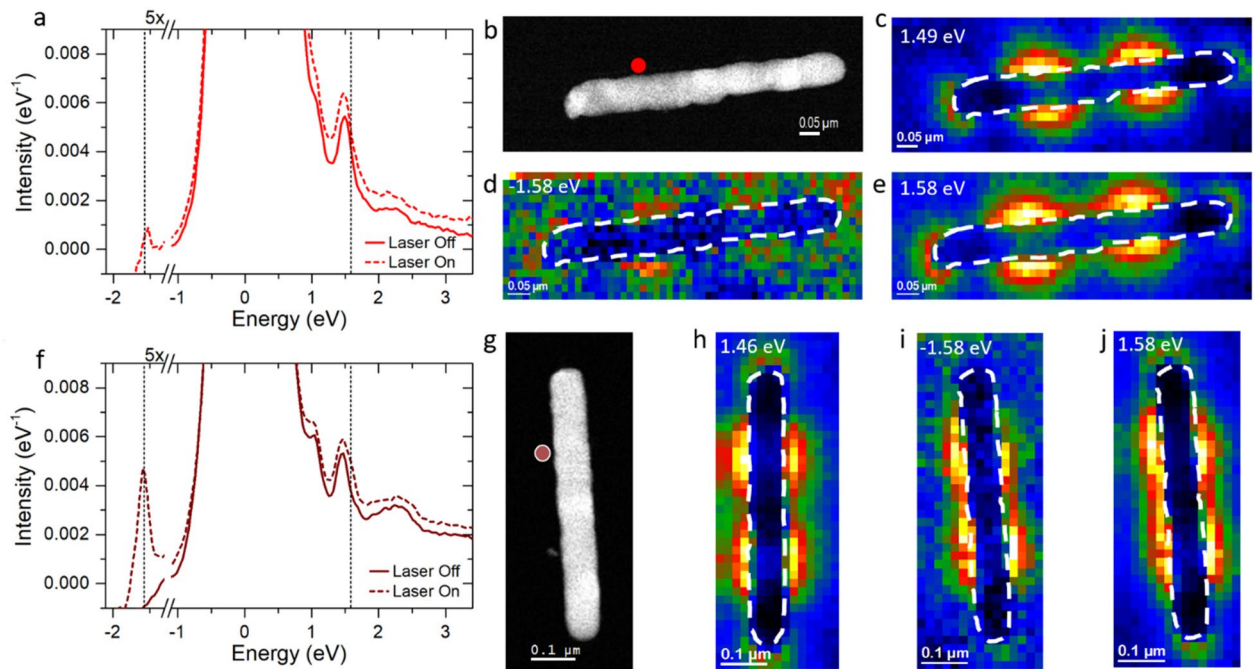 a
5x
0.008
0.006
0.004
0.002
0.000
Intensity (eV⁻¹)
Laser Off
Laser On
-2 -1 0 1 2 3
Energy (eV)
b
0.05 µm
c
1.49 eV
0.05 µm
d
-1.58 eV
0.05 µm
e
1.58 eV
0.05 µm
f
5x
0.008
0.006
0.004
0.002
0.000
Intensity (eV⁻¹)
Laser Off
Laser On
-2 -1 0 1 2 3
Energy (eV)
g
0.1 µm
h
1.46 eV
0.1 µm
i
-1.58 eV
0.1 µm
j
1.58 eV
0.1 µm